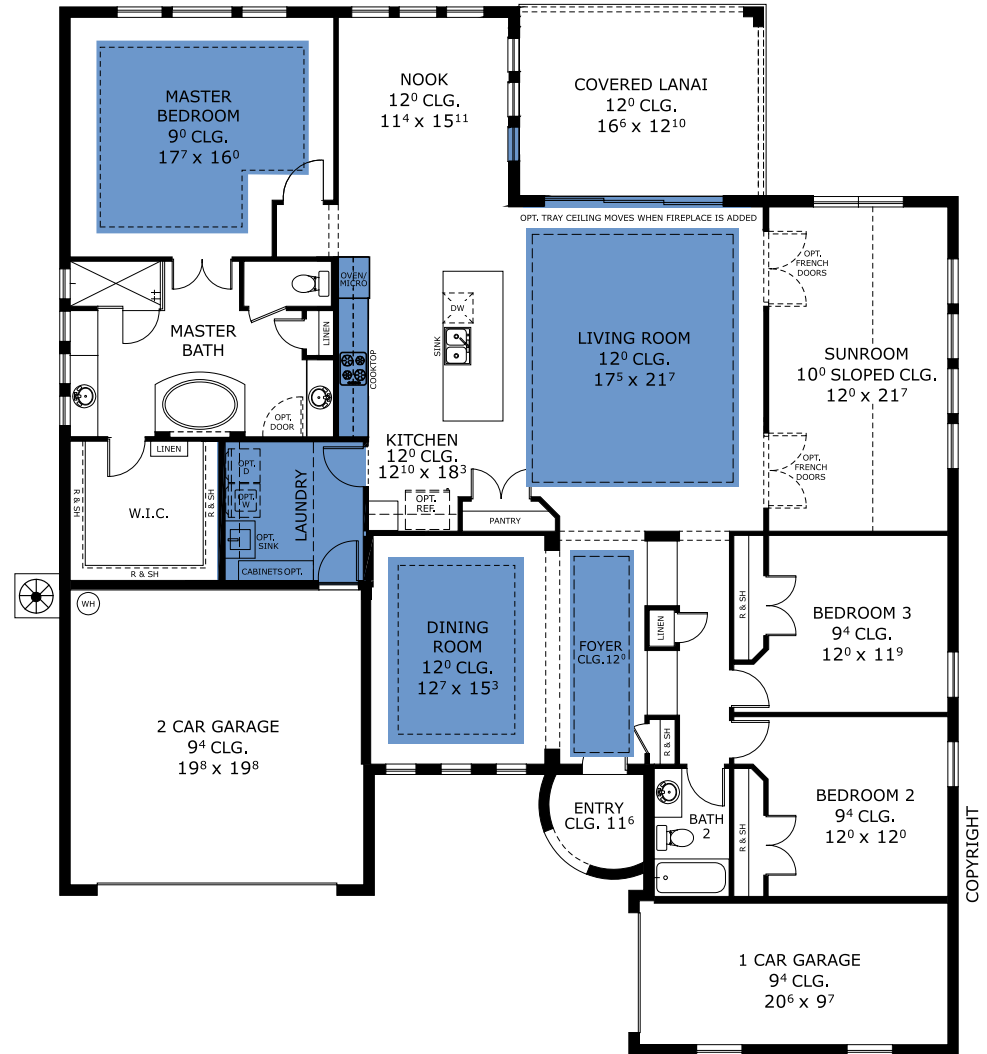 MASTER
BEDROOM
9⁰ CLG.
17⁷ x 16⁰
NOOK
12⁰ CLG.
11⁴ x 15¹¹
COVERED LANAI
12⁰ CLG.
16⁶ x 12¹⁰
OPT. TRAY CEILING MOVES WHEN FIREPLACE IS ADDED
OPT.
FRENCH
DOORS
OVEN/
MICRO
DW
SINK
COOKTOP
LINEN
MASTER
BATH
OPT.
DOOR
LIVING ROOM
12⁰ CLG.
17⁵ x 21⁷
SUNROOM
10⁰ SLOPED CLG.
12⁰ x 21⁷
OPT.
FRENCH
DOORS
KITCHEN
12⁰ CLG.
12¹⁰ x 18³
OPT.
REF.
PANTRY
LINEN
R & SH
R & SH
W.I.C.
R & SH
OPT.
D
OPT.
W
OPT.
SINK
LAUNDRY
CABINETS OPT.
WH
DINING
ROOM
12⁰ CLG.
12⁷ x 15³
FOYER
CLG.12⁰
LINEN
R & SH
R & SH
BEDROOM 3
9⁴ CLG.
12⁰ x 11⁹
2 CAR GARAGE
9⁴ CLG.
19⁸ x 19⁸
ENTRY
CLG. 11⁶
BATH
2
R & SH
BEDROOM 2
9⁴ CLG.
12⁰ x 12⁰
COPYRIGHT
1 CAR GARAGE
9⁴ CLG.
20⁶ x 9⁷